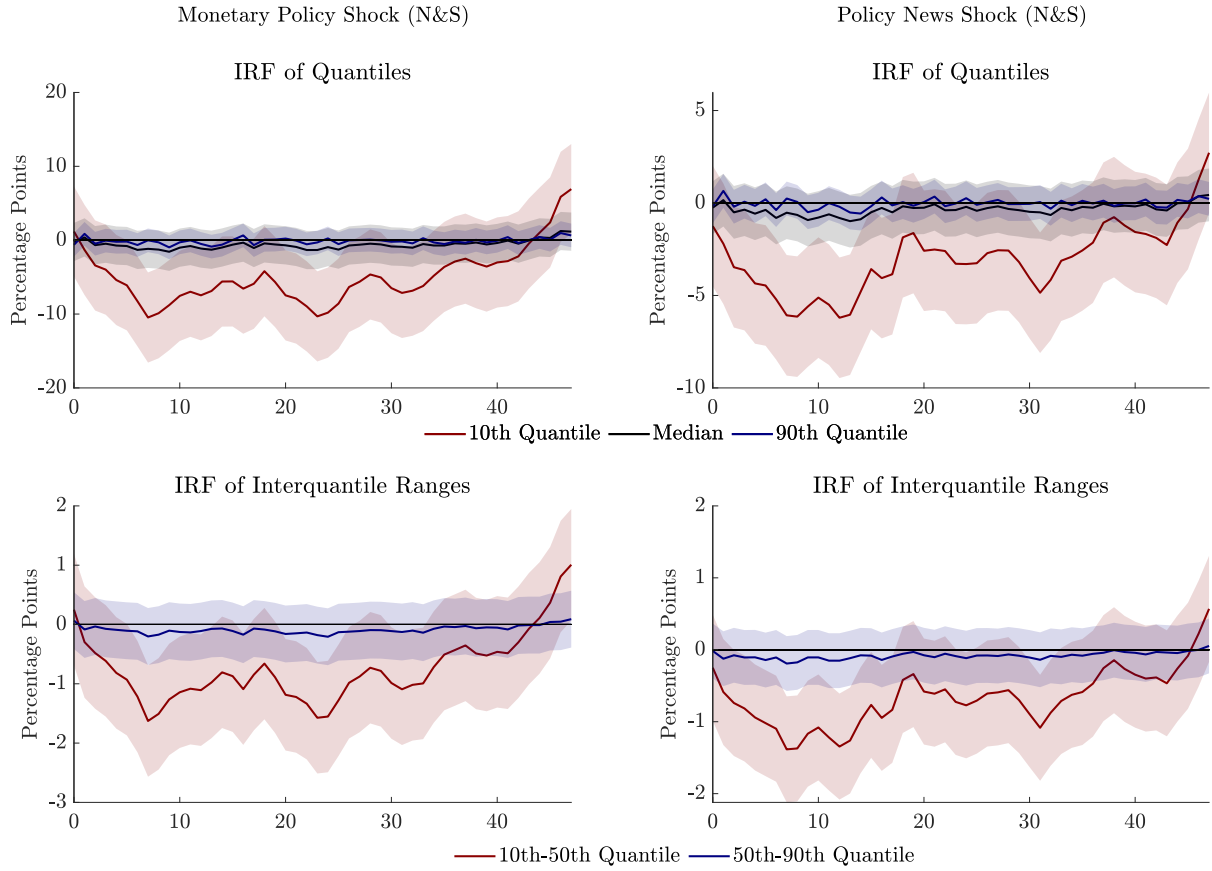 Monetary Policy Shock (N&S)
Policy News Shock (N&S)
IRF of Quantiles
IRF of Quantiles
Percentage Points
20
10
0
-10
-20
0 10 20 30 40
Percentage Points
5
0
-5
-10
0 10 20 30 40
10th Quantile Median 90th Quantile
IRF of Interquantile Ranges
IRF of Interquantile Ranges
Percentage Points
2
1
0
-1
-2
-3
0 10 20 30 40
Percentage Points
2
1
0
-1
-2
0 10 20 30 40
10th-50th Quantile 50th-90th Quantile